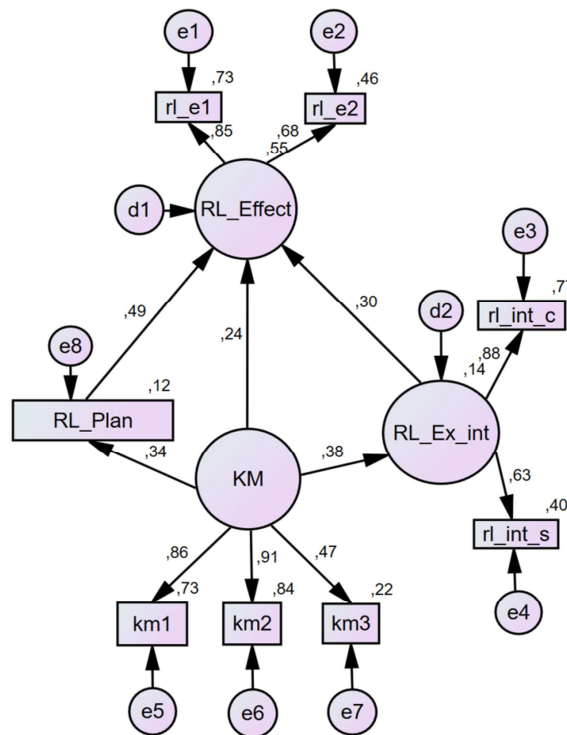 e1
e2
,73
,46
rl_e1
rl_e2
,85
,68
,55
d1
RL_Effect
e3
,77
rl_int_c
,49
,30
d2
,24
,88
,14
e8
,12
RL_Plan
RL_Ex_int
,34
KM
,38
,63
,40
rl_int_s
,86
,91
,47
,73
,84
,22
km1
km2
km3
e4
e5
e6
e7